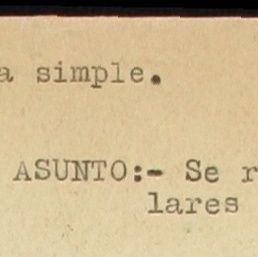 a simple.
ASUNTO:- Se r
lares